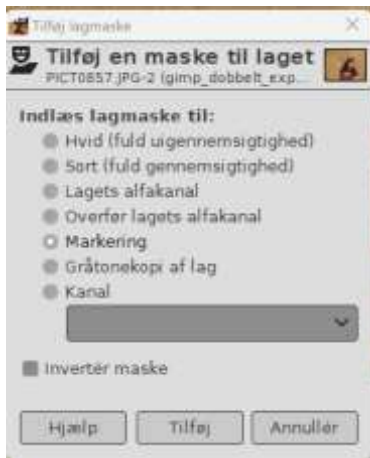 Tilføj lagmaske
Tilføj en maske til laget
PICT0857.JPG-2 (gimp_dobbelt_exp...
Indlæs lagmaske til:
Hvid (fuld uigennemsigtighed)
Sort (fuld gennemsigtighed)
Lagets alfakanal
Overfør lagets alfakanal
Markering
Gråtonekopi af lag
Kanal
Invertér maske
Hjælp Tilføj Annullér